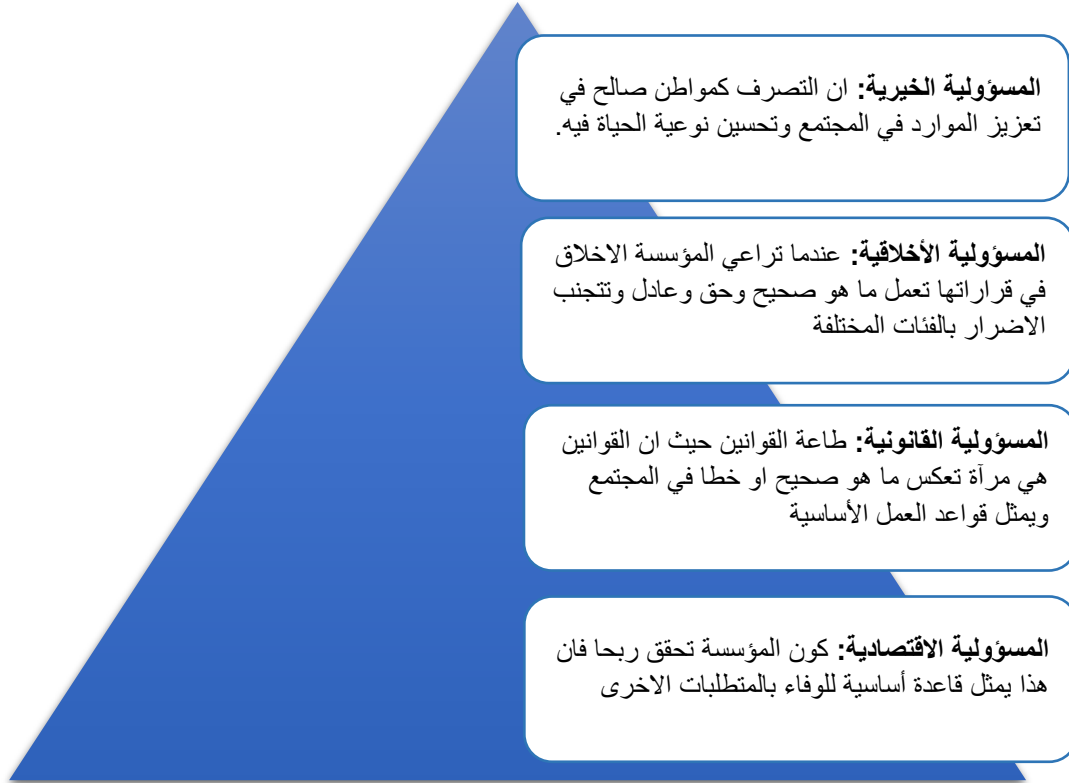 المسؤولية الخيرية: ان التصرف كمواطن صالح في
تعزيز الموارد في المجتمع وتحسين نوعية الحياة فيه.
المسؤولية الأخلاقية: عندما تراعي المؤسسة الاخلاق
في قراراتها تعمل ما هو صحيح وحق وعادل وتتجنب
الاضرار بالفئات المختلفة
المسؤولية القانونية: طاعة القوانين حيث ان القوانين
هي مرآة تعكس ما هو صحيح او خطا في المجتمع
ويمثل قواعد العمل الأساسية
المسؤولية الاقتصادية: كون المؤسسة تحقق ربحا فان
هذا يمثل قاعدة أساسية للوفاء بالمتطلبات الاخرى